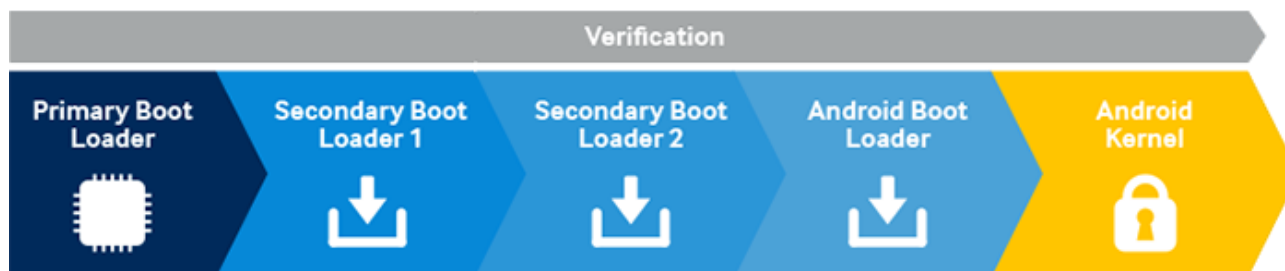 Verification
Primary Boot
Loader
Secondary Boot
Loader 1
Secondary Boot
Loader 2
Android Boot
Loader
Android
Kernel